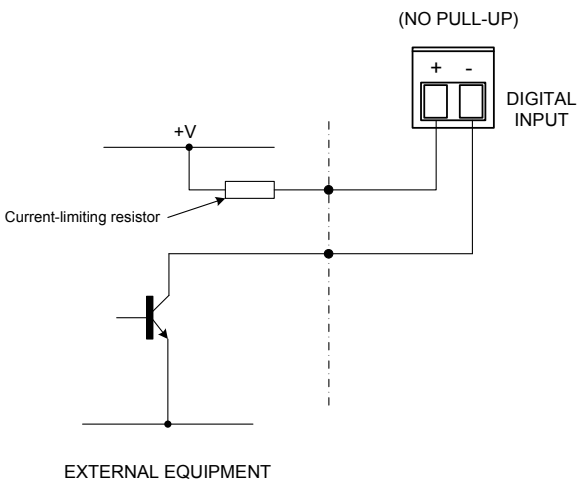 (NO PULL-UP)
+ -
DIGITAL
INPUT
+V
Current-limiting resistor
EXTERNAL EQUIPMENT